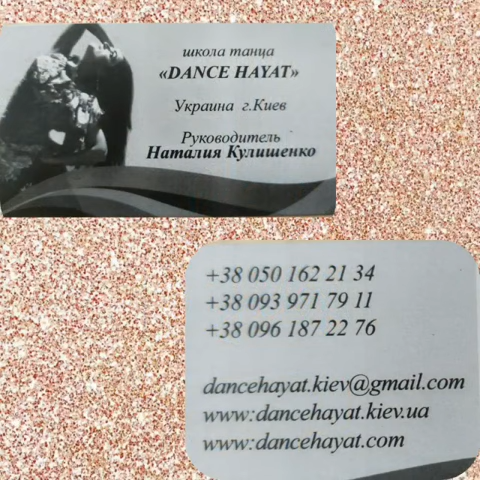 школа танца
«DANCE HAYAT»
Украина г.Киев
Руководитель
Наталия Кулишенко
+38 050 162 21 34
+38 093 971 79 11
+38 096 187 22 76
dancehayat.kiev@gmail.com
www:dancehayat.kiev.ua
www:dancehayat.com